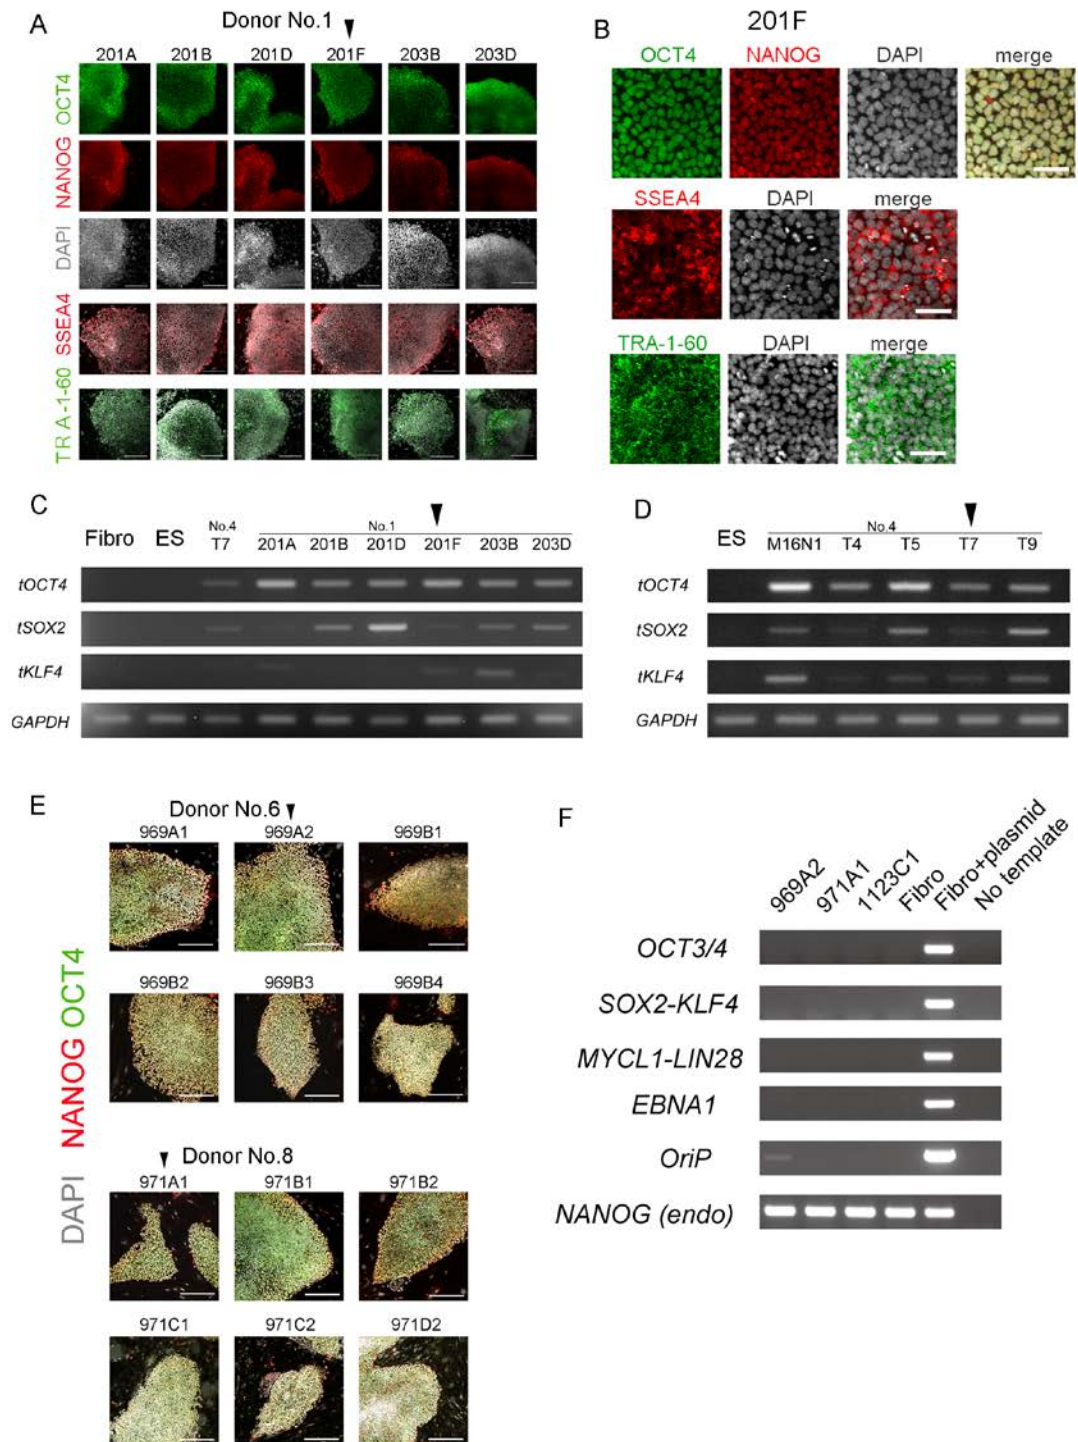 A
Donor No.1
201A 201B 201D 201F 203B 203D
OCT4
NANOG
DAPI
SSEA4
TRA-1-60
B
201F
OCT4 NANOG DAPI merge
SSEA4 DAPI merge
TRA-1-60 DAPI merge
C
No.4 No.1
Fibro ES T7 201A 201B 201D 201F 203B 203D
tOCT4
tSOX2
tKLF4
GAPDH
D
No.4
ES M16N1 T4 T5 T7 T9
tOCT4
tSOX2
tKLF4
GAPDH
E
DAPI NANOG OCT4
Donor No.6
969A1 969A2 969B1
969B2 969B3 969B4
Donor No.8
971A1 971B1 971B2
971C1 971C2 971D2
F
969A2 971A1 1123C1 Fibro Fibro+plasmid No template
OCT3/4
SOX2-KLF4
MYCL1-LIN28
EBNA1
OriP
NANOG (endo)